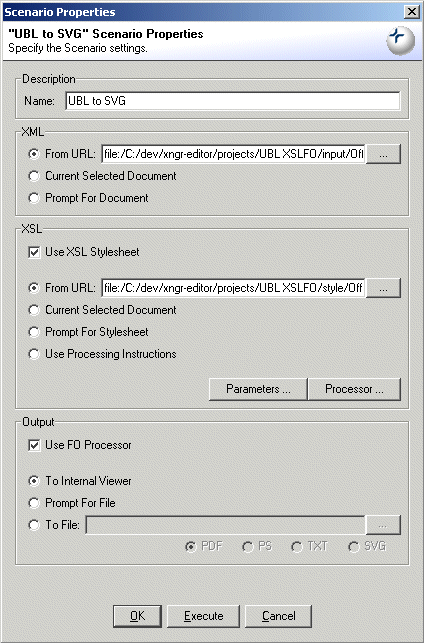 Scenario Properties
"UBL to SVG" Scenario Properties
Specify the Scenario settings.
Description
Name: UBL to SVG
XML
From URL: file:/C:/dev/xngr-editor/projects/UBL XSLFO/input/Off ...
Current Selected Document
Prompt For Document
XSL
Use XSL Stylesheet
From URL: file:/C:/dev/xngr-editor/projects/UBL XSLFO/style/Off ...
Current Selected Document
Prompt For Stylesheet
Use Processing Instructions
Parameters ... Processor ...
Output
Use FO Processor
To Internal Viewer
Prompt For File
To File: ...
PDF PS TXT SVG
OK Execute Cancel